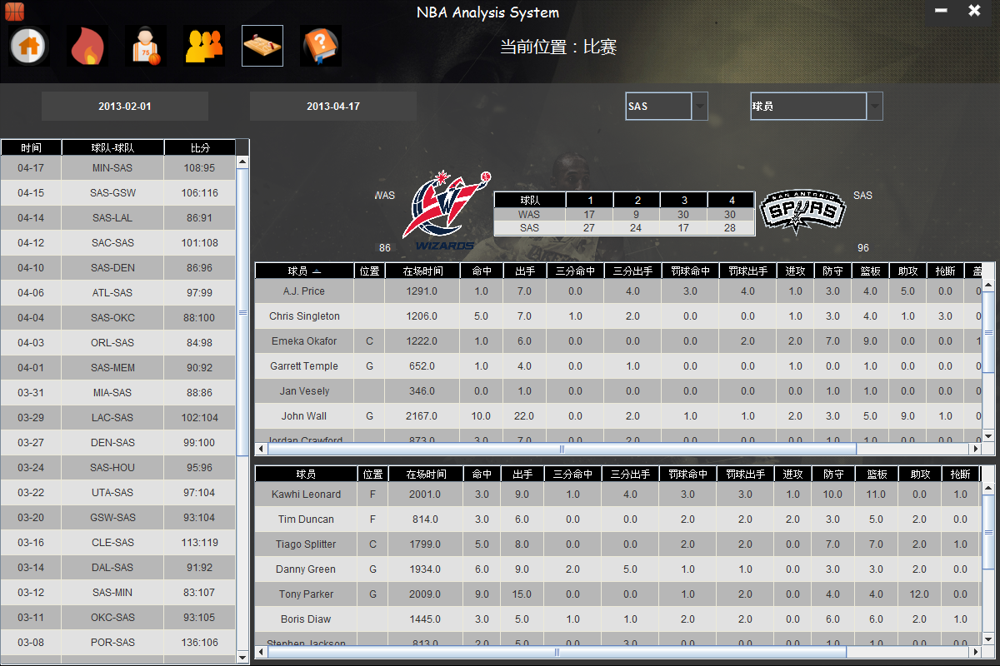 NBA Analysis System
当前位置：比赛
2013-02-01 2013-04-17 SAS 球员
时间 球队-球队 比分
04-17 MIN-SAS 108:95
04-15 SAS-GSW 106:116
04-14 SAS-LAL 86:91
04-12 SAC-SAS 101:108
04-10 SAS-DEN 86:96
04-06 ATL-SAS 97:99
04-04 SAS-OKC 88:100
04-03 ORL-SAS 84:98
04-01 SAS-MEM 90:92
03-31 MIA-SAS 88:86
03-29 LAC-SAS 102:104
03-27 DEN-SAS 99:100
03-24 SAS-HOU 95:96
03-22 UTA-SAS 97:104
03-20 GSW-SAS 93:104
03-16 CLE-SAS 113:119
03-14 DAL-SAS 91:92
03-12 SAS-MIN 83:107
03-11 OKC-SAS 93:105
03-08 POR-SAS 136:106
WAS
WIZARDS
86
球队 1 2 3 4
WAS 17 9 30 30
SAS 27 24 17 28
SAN ANTONIO
SPURS
SAS
96
球员 位置 在场时间 命中 出手 三分命中 三分出手 罚球命中 罚球出手 进攻 防守 篮板 助攻 抢断 盖
A.J. Price 1291.0 1.0 7.0 0.0 4.0 3.0 4.0 1.0 3.0 4.0 5.0 0.0 0
Chris Singleton 1206.0 5.0 7.0 1.0 2.0 0.0 0.0 1.0 3.0 4.0 1.0 3.0 0
Emeka Okafor C 1222.0 1.0 6.0 0.0 0.0 0.0 2.0 2.0 7.0 9.0 0.0 0.0 1
Garrett Temple G 652.0 1.0 4.0 0.0 1.0 0.0 0.0 1.0 0.0 1.0 0.0 0.0 0
Jan Vesely 346.0 0.0 1.0 0.0 0.0 0.0 0.0 0.0 1.0 1.0 0.0 0.0 0
John Wall G 2167.0 10.0 22.0 0.0 2.0 1.0 1.0 2.0 3.0 5.0 9.0 1.0 0
Jordan Crawford 873.0 3.0 7.0 0.0 2.0 0.0 0.0 0.0 1.0 1.0 0.0 0.0 0
球员 位置 在场时间 命中 出手 三分命中 三分出手 罚球命中 罚球出手 进攻 防守 篮板 助攻 抢断
Kawhi Leonard F 2001.0 3.0 9.0 1.0 4.0 3.0 3.0 1.0 10.0 11.0 0.0 1.0
Tim Duncan F 814.0 3.0 6.0 0.0 0.0 2.0 2.0 2.0 3.0 5.0 2.0 0.0
Tiago Splitter C 1799.0 5.0 8.0 0.0 0.0 2.0 2.0 0.0 7.0 7.0 2.0 1.0
Danny Green G 1934.0 6.0 9.0 2.0 5.0 1.0 1.0 0.0 3.0 3.0 2.0 0.0
Tony Parker G 2009.0 9.0 15.0 0.0 0.0 1.0 2.0 0.0 4.0 4.0 12.0 0.0
Boris Diaw 1445.0 3.0 5.0 1.0 1.0 2.0 2.0 0.0 6.0 6.0 2.0 1.0
Stephen Jackson 813.0 2.0 5.0 0.0 3.0 0.0 0.0 0.0 1.0 1.0 2.0 0.0